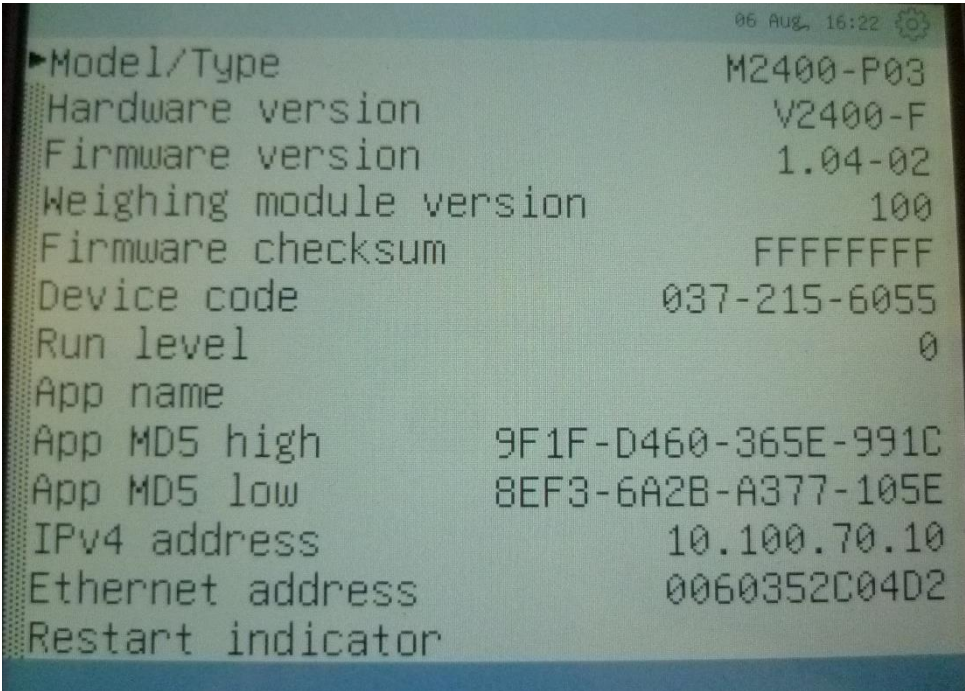 06 Aug, 16:22
Model/Type M2400-P03
Hardware version V2400-F
Firmware version 1.04-02
Weighing module version 100
Firmware checksum FFFFFFFF
Device code 037-215-6055
Run level 0
App name
App MD5 high 9F1F-D460-365E-991C
App MD5 low 8EF3-6A2B-A377-105E
IPv4 address 10.100.70.10
Ethernet address 0060352C04D2
Restart indicator